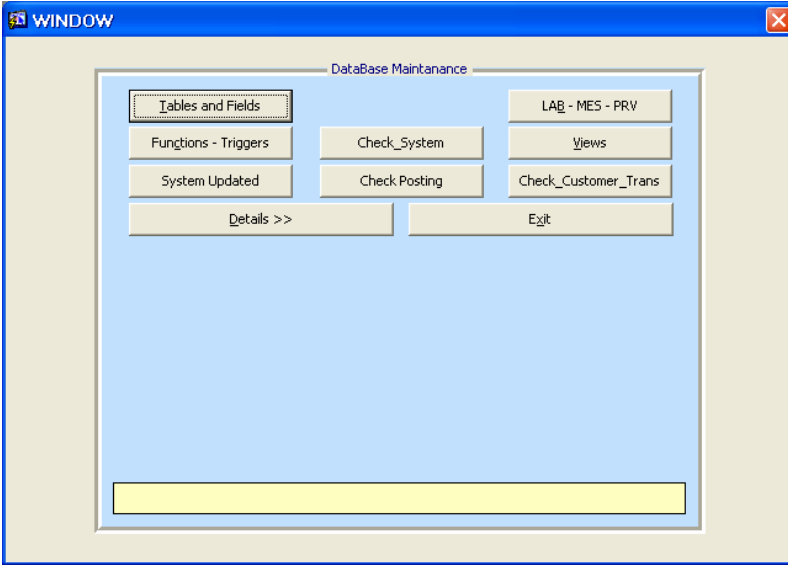 WINDOW
DataBase Maintanance
Tables and Fields
LAB - MES - PRV
Functions - Triggers
Check_System
Views
System Updated
Check Posting
Check_Customer_Trans
Details >>
Exit